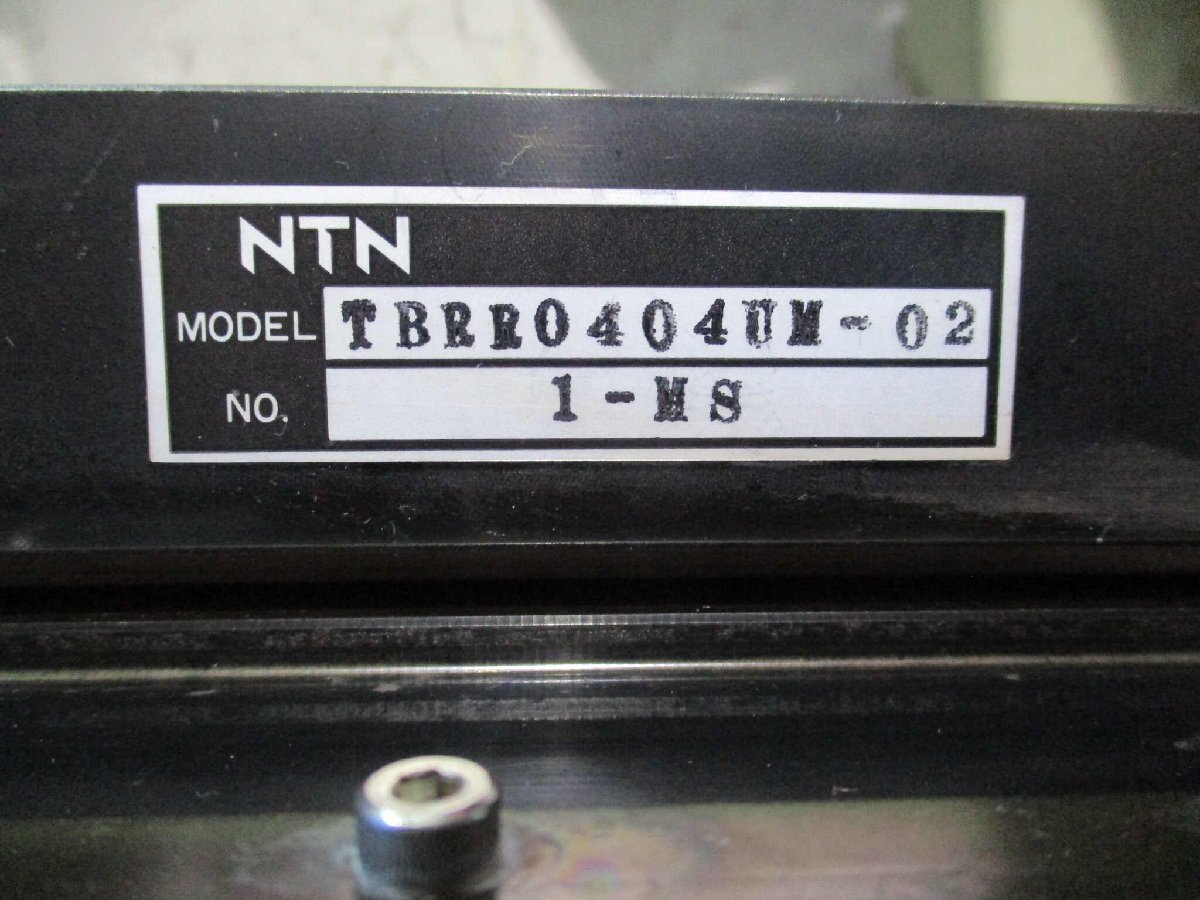 NTN
MODEL TBRR0404UM-02
NO. 1-MS